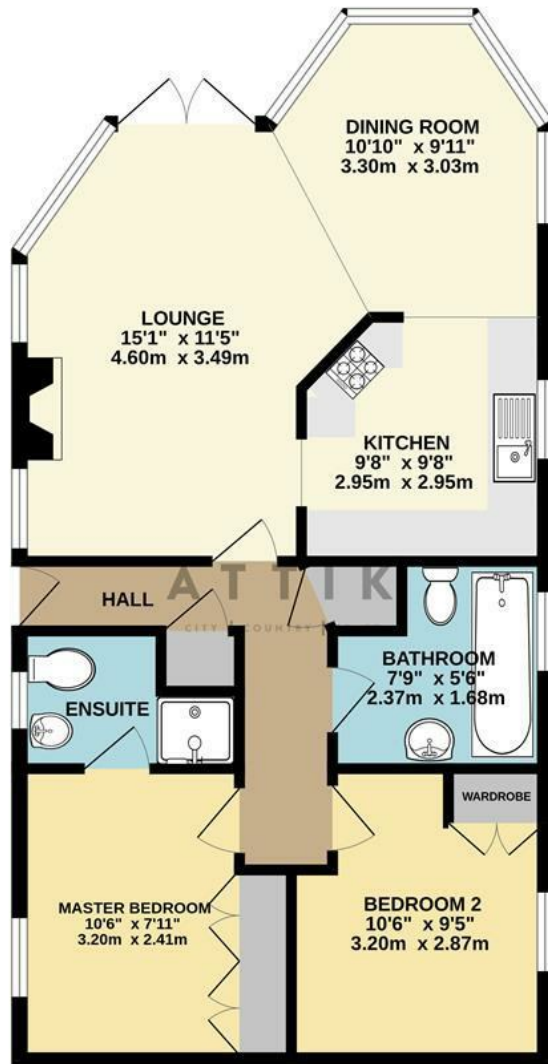 DINING ROOM
10'10" x 9'11"
3.30m x 3.03m
LOUNGE
15'1" x 11'5"
4.60m x 3.49m
KITCHEN
9'8" x 9'8"
2.95m x 2.95m
ATTIK
HALL
CITY COUNTRY
BATHROOM
7'9" x 5'6"
2.37m x 1.68m
ENSUITE
WARDROBE
MASTER BEDROOM
10'6" x 7'11"
3.20m x 2.41m
BEDROOM 2
10'6" x 9'5"
3.20m x 2.87m